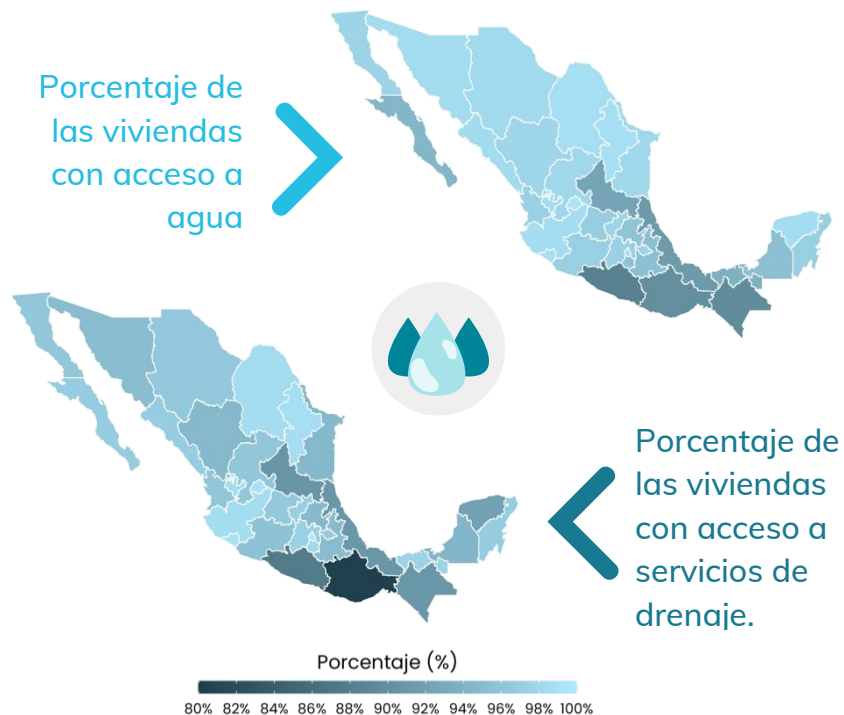 Porcentaje de
las viviendas
con acceso a
agua
Porcentaje de
las viviendas
con acceso a
servicios de
drenaje.
Porcentaje (%)
80% 82% 84% 86% 88% 90% 92% 94% 96% 98% 100%